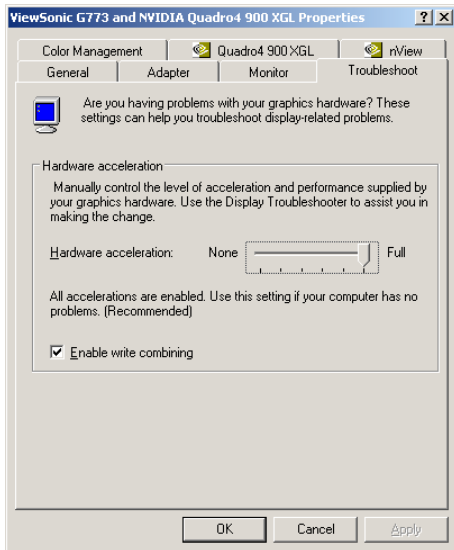 ViewSonic G773 and NVIDIA Quadro4 900 XGL Properties
Color Management Quadro4 900 XGL nView
General Adapter Monitor Troubleshoot
Are you having problems with your graphics hardware? These
settings can help you troubleshoot display-related problems.
Hardware acceleration
Manually control the level of acceleration and performance supplied by
your graphics hardware. Use the Display Troubleshooter to assist you in
making the change.
Hardware acceleration: None Full
All accelerations are enabled. Use this setting if your computer has no
problems. (Recommended)
Enable write combining
OK Cancel Apply